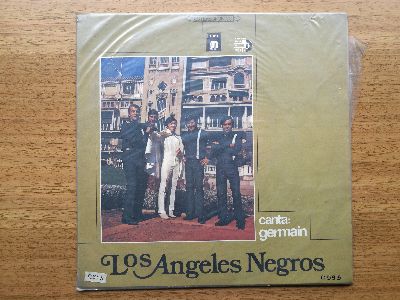 canta:
germain
Los Angeles Negros